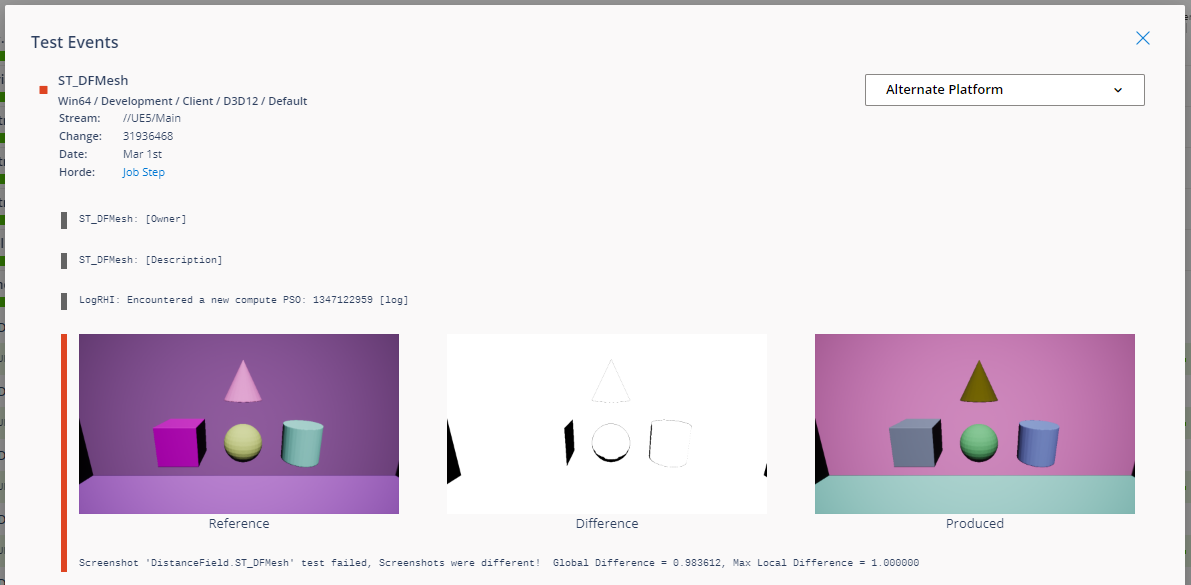 Test Events
ST_DFMesh
Win64 / Development / Client / D3D12 / Default
Alternate Platform
Stream: //UE5/Main
Change: 31936468
Date: Mar 1st
Horde: Job Step
ST_DFMesh: [Owner]
ST_DFMesh: [Description]
LogRHI: Encountered a new compute PSO: 1347122959 [log]
Reference
Difference
Produced
Screenshot 'DistanceField.ST_DFMesh' test failed, Screenshots were different!  Global Difference = 0.983612, Max Local Difference = 1.000000